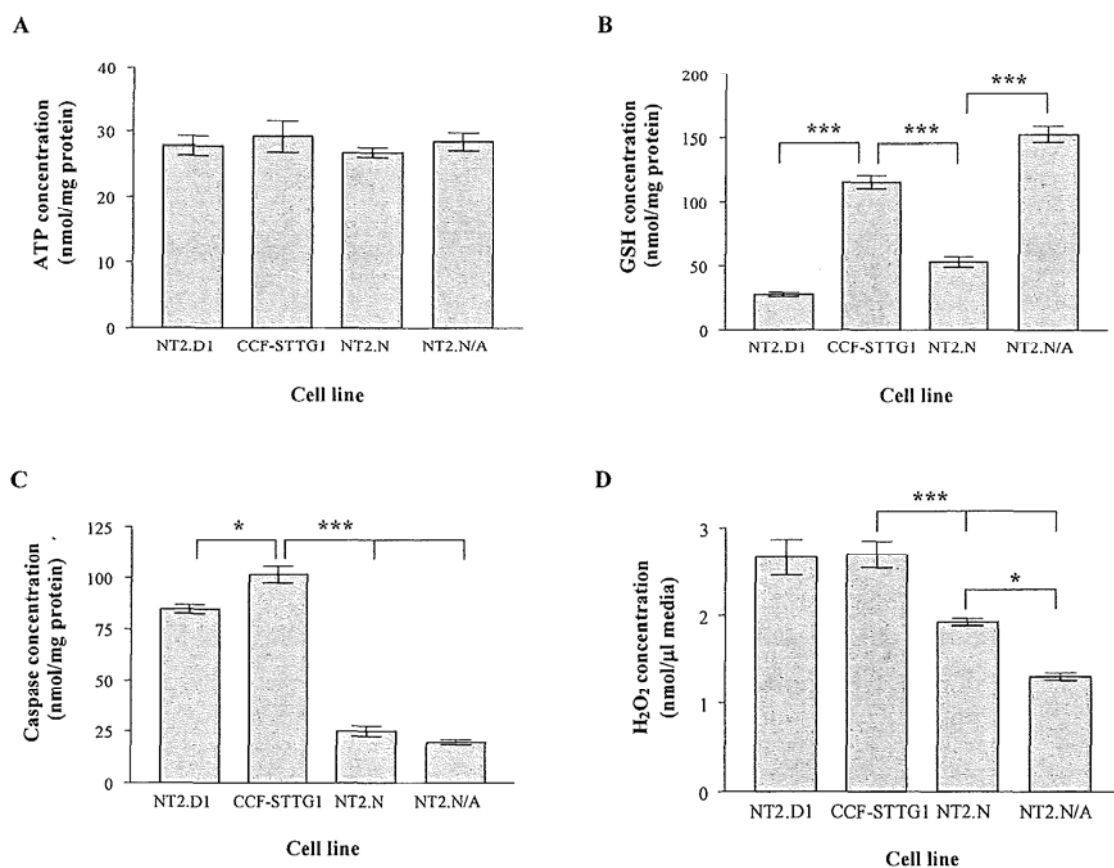 A
ATP concentration
(nmol/mg protein)
40
30
20
10
0
NT2.D1 CCF-STTG1 NT2.N NT2.N/A
Cell line
B
GSH concentration
(nmol/mg protein)
200
150
100
50
0
***
***
***
NT2.D1 CCF-STTG1 NT2.N NT2.N/A
Cell line
C
Caspase concentration
(nmol/mg protein)
125
100
75
50
25
0
* ***
NT2.D1 CCF-STTG1 NT2.N NT2.N/A
Cell line
D
H₂O₂ concentration
(nmol/µl media)
3
2
1
0
***
*
NT2.D1 CCF-STTG1 NT2.N NT2.N/A
Cell line